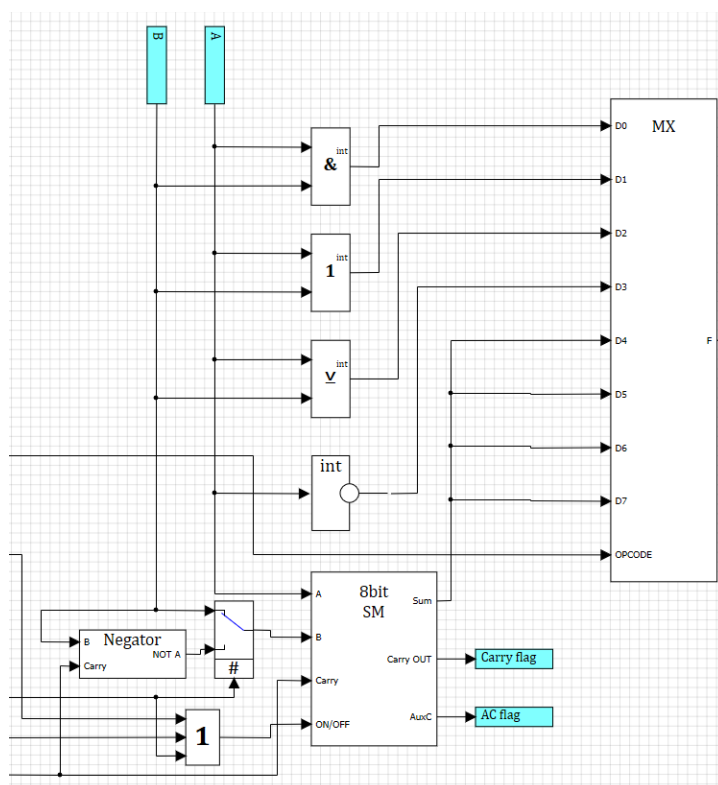 B
A
int
&
int
1
int
v
int
MX
D0
D1
D2
D3
D4
F
D5
D6
D7
OPCODE
8bit
SM
A
Sum
B
Carry OUT
Carry
AuxC
ON/OFF
Carry flag
AC flag
Negator
B
NOT A
Carry
#
1